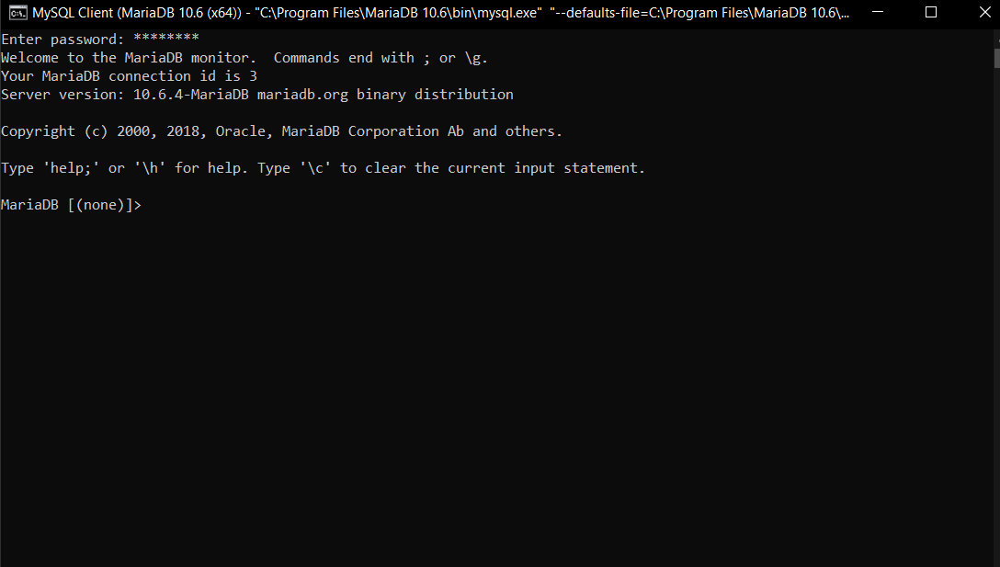 MySQL Client (MariaDB 10.6 (x64)) - "C:\Program Files\MariaDB 10.6\bin\mysql.exe" "--defaults-file=C:\Program Files\MariaDB 10.6\...
Enter password: ********
Welcome to the MariaDB monitor.  Commands end with ; or \g.
Your MariaDB connection id is 3
Server version: 10.6.4-MariaDB mariadb.org binary distribution
Copyright (c) 2000, 2018, Oracle, MariaDB Corporation Ab and others.
Type 'help;' or '\h' for help. Type '\c' to clear the current input statement.
MariaDB [(none)]>